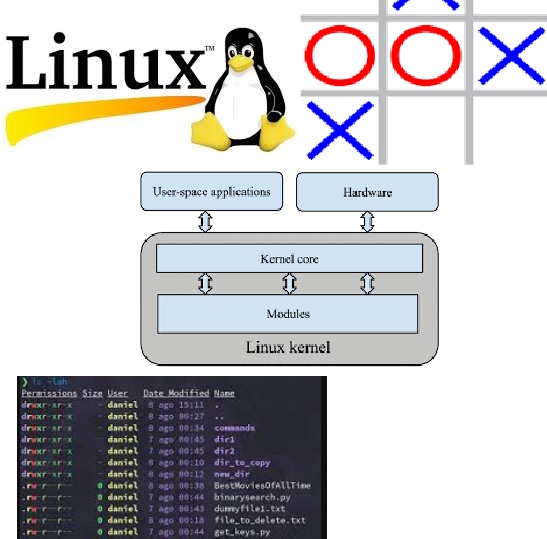 Linux™
User-space applications
Hardware
Kernel core
Modules
Linux kernel
❯ ls -lah
Permissions Size User Date Modified Name
drwxr-xr-x - daniel 8 ago 15:11 .
drwxr-xr-x - daniel 8 ago 00:27 ..
drwxr-xr-x - daniel 8 ago 00:34 commands
drwxr-xr-x - daniel 7 ago 00:45 dir1
drwxr-xr-x - daniel 7 ago 00:45 dir2
drwxr-xr-x - daniel 8 ago 00:10 dir_to_copy
drwxr-xr-x - daniel 8 ago 00:12 new_dir
.rw-r--r-- 0 daniel 8 ago 00:38 BestMoviesOfAllTime
.rw-r--r-- 0 daniel 7 ago 00:44 binarysearch.py
.rw-r--r-- 0 daniel 7 ago 00:43 dummyfile1.txt
.rw-r--r-- 0 daniel 8 ago 00:18 file_to_delete.txt
.rw-r--r-- 0 daniel 7 ago 00:44 get_keys.py